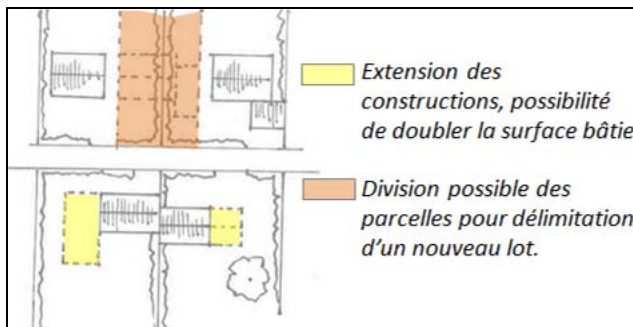 Extension des
constructions, possibilité
de doubler la surface bâtie
Division possible des
parcelles pour délimitation
d'un nouveau lot.